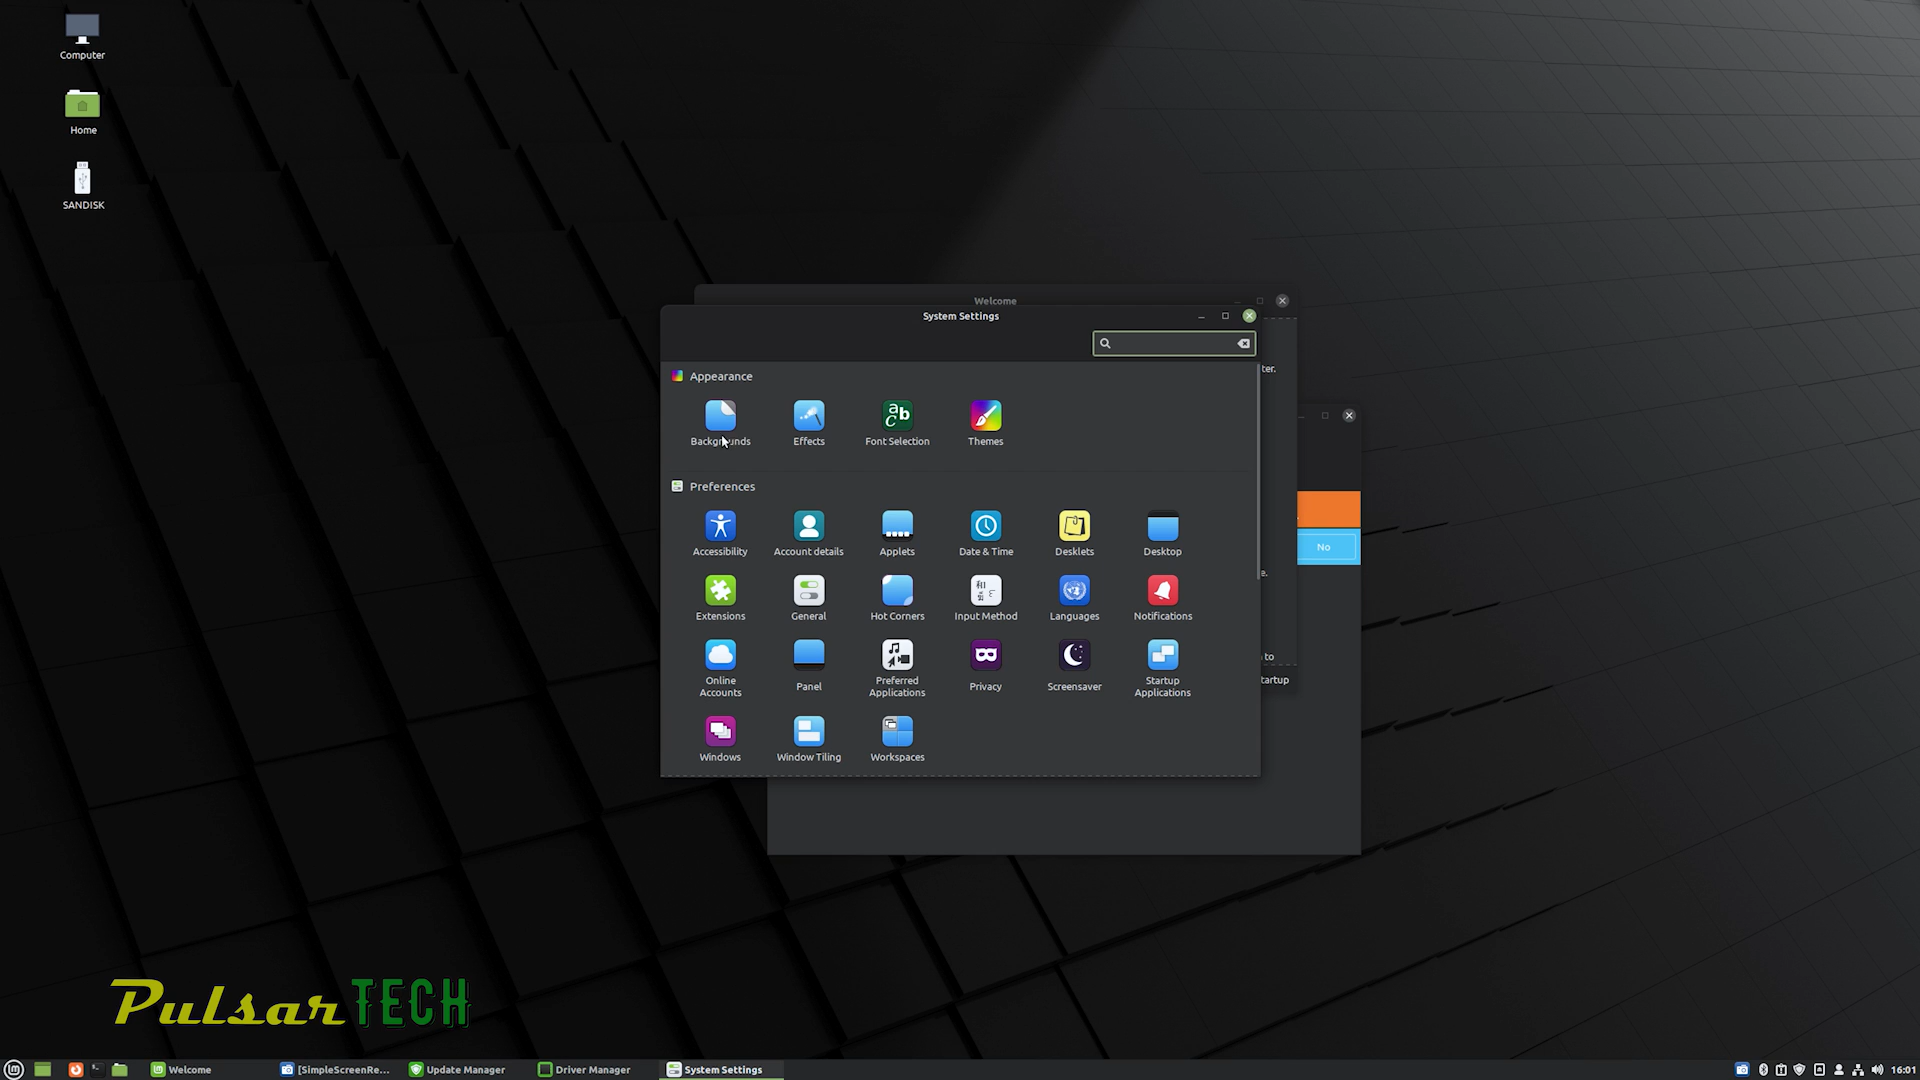 Computer
Home
SANDISK
Welcome
System Settings
ter.
Appearance
Backgrounds
Effects
Font Selection
Themes
Preferences
Accessibility
Account details
Applets
Date & Time
Desklets
Desktop
No
e.
Extensions
General
Hot Corners
Input Method
Languages
Notifications
to
Online Accounts
Panel
Preferred Applications
Privacy
Screensaver
Startup Applications
tartup
Windows
Window Tiling
Workspaces
PulsarTECH
Welcome
[SimpleScreenRe...
Update Manager
Driver Manager
System Settings
16:01